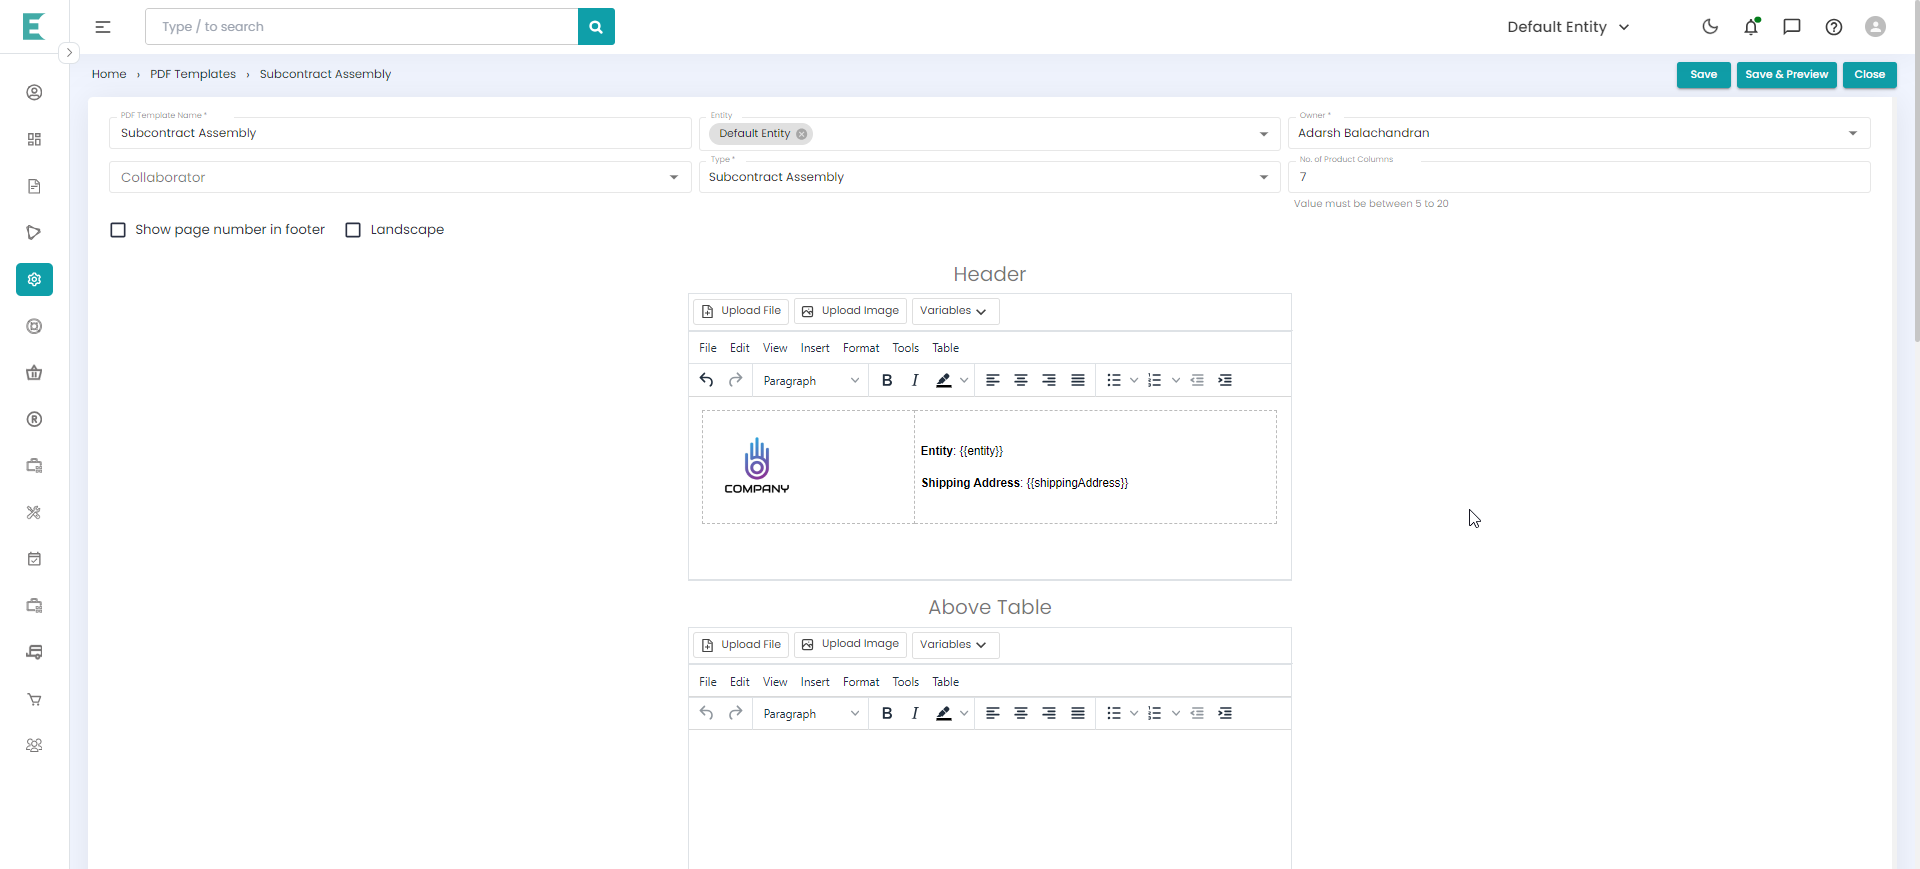 Type / to search
Default Entity
Home › PDF Templates › Subcontract Assembly
Save Save & Preview Close
PDF Template Name *
Subcontract Assembly
Entity
Default Entity
Owner *
Adarsh Balachandran
Collaborator
Type *
Subcontract Assembly
No. of Product Columns
7
Value must be between 5 to 20
Show page number in footer Landscape
Header
Upload File Upload Image Variables
File Edit View Insert Format Tools Table
Paragraph B I
COMPANY
Entity: {{entity}}
Shipping Address: {{shippingAddress}}
Above Table
Upload File Upload Image Variables
File Edit View Insert Format Tools Table
Paragraph B I